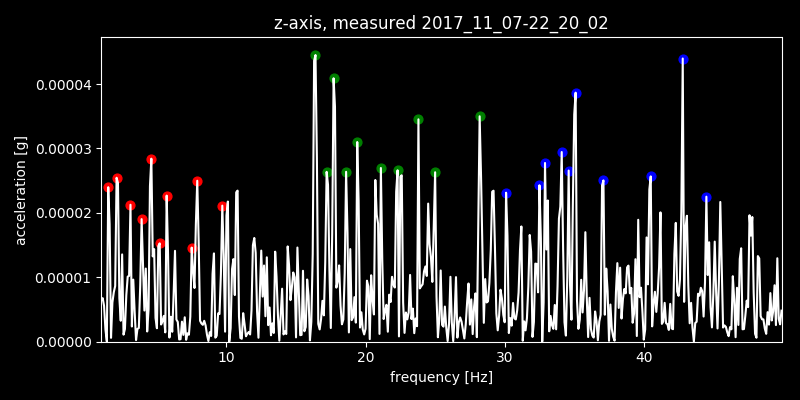 z-axis, measured 2017_11_07-22_20_02
acceleration [g]
0.00004
0.00003
0.00002
0.00001
0.00000
10 20 30 40
frequency [Hz]